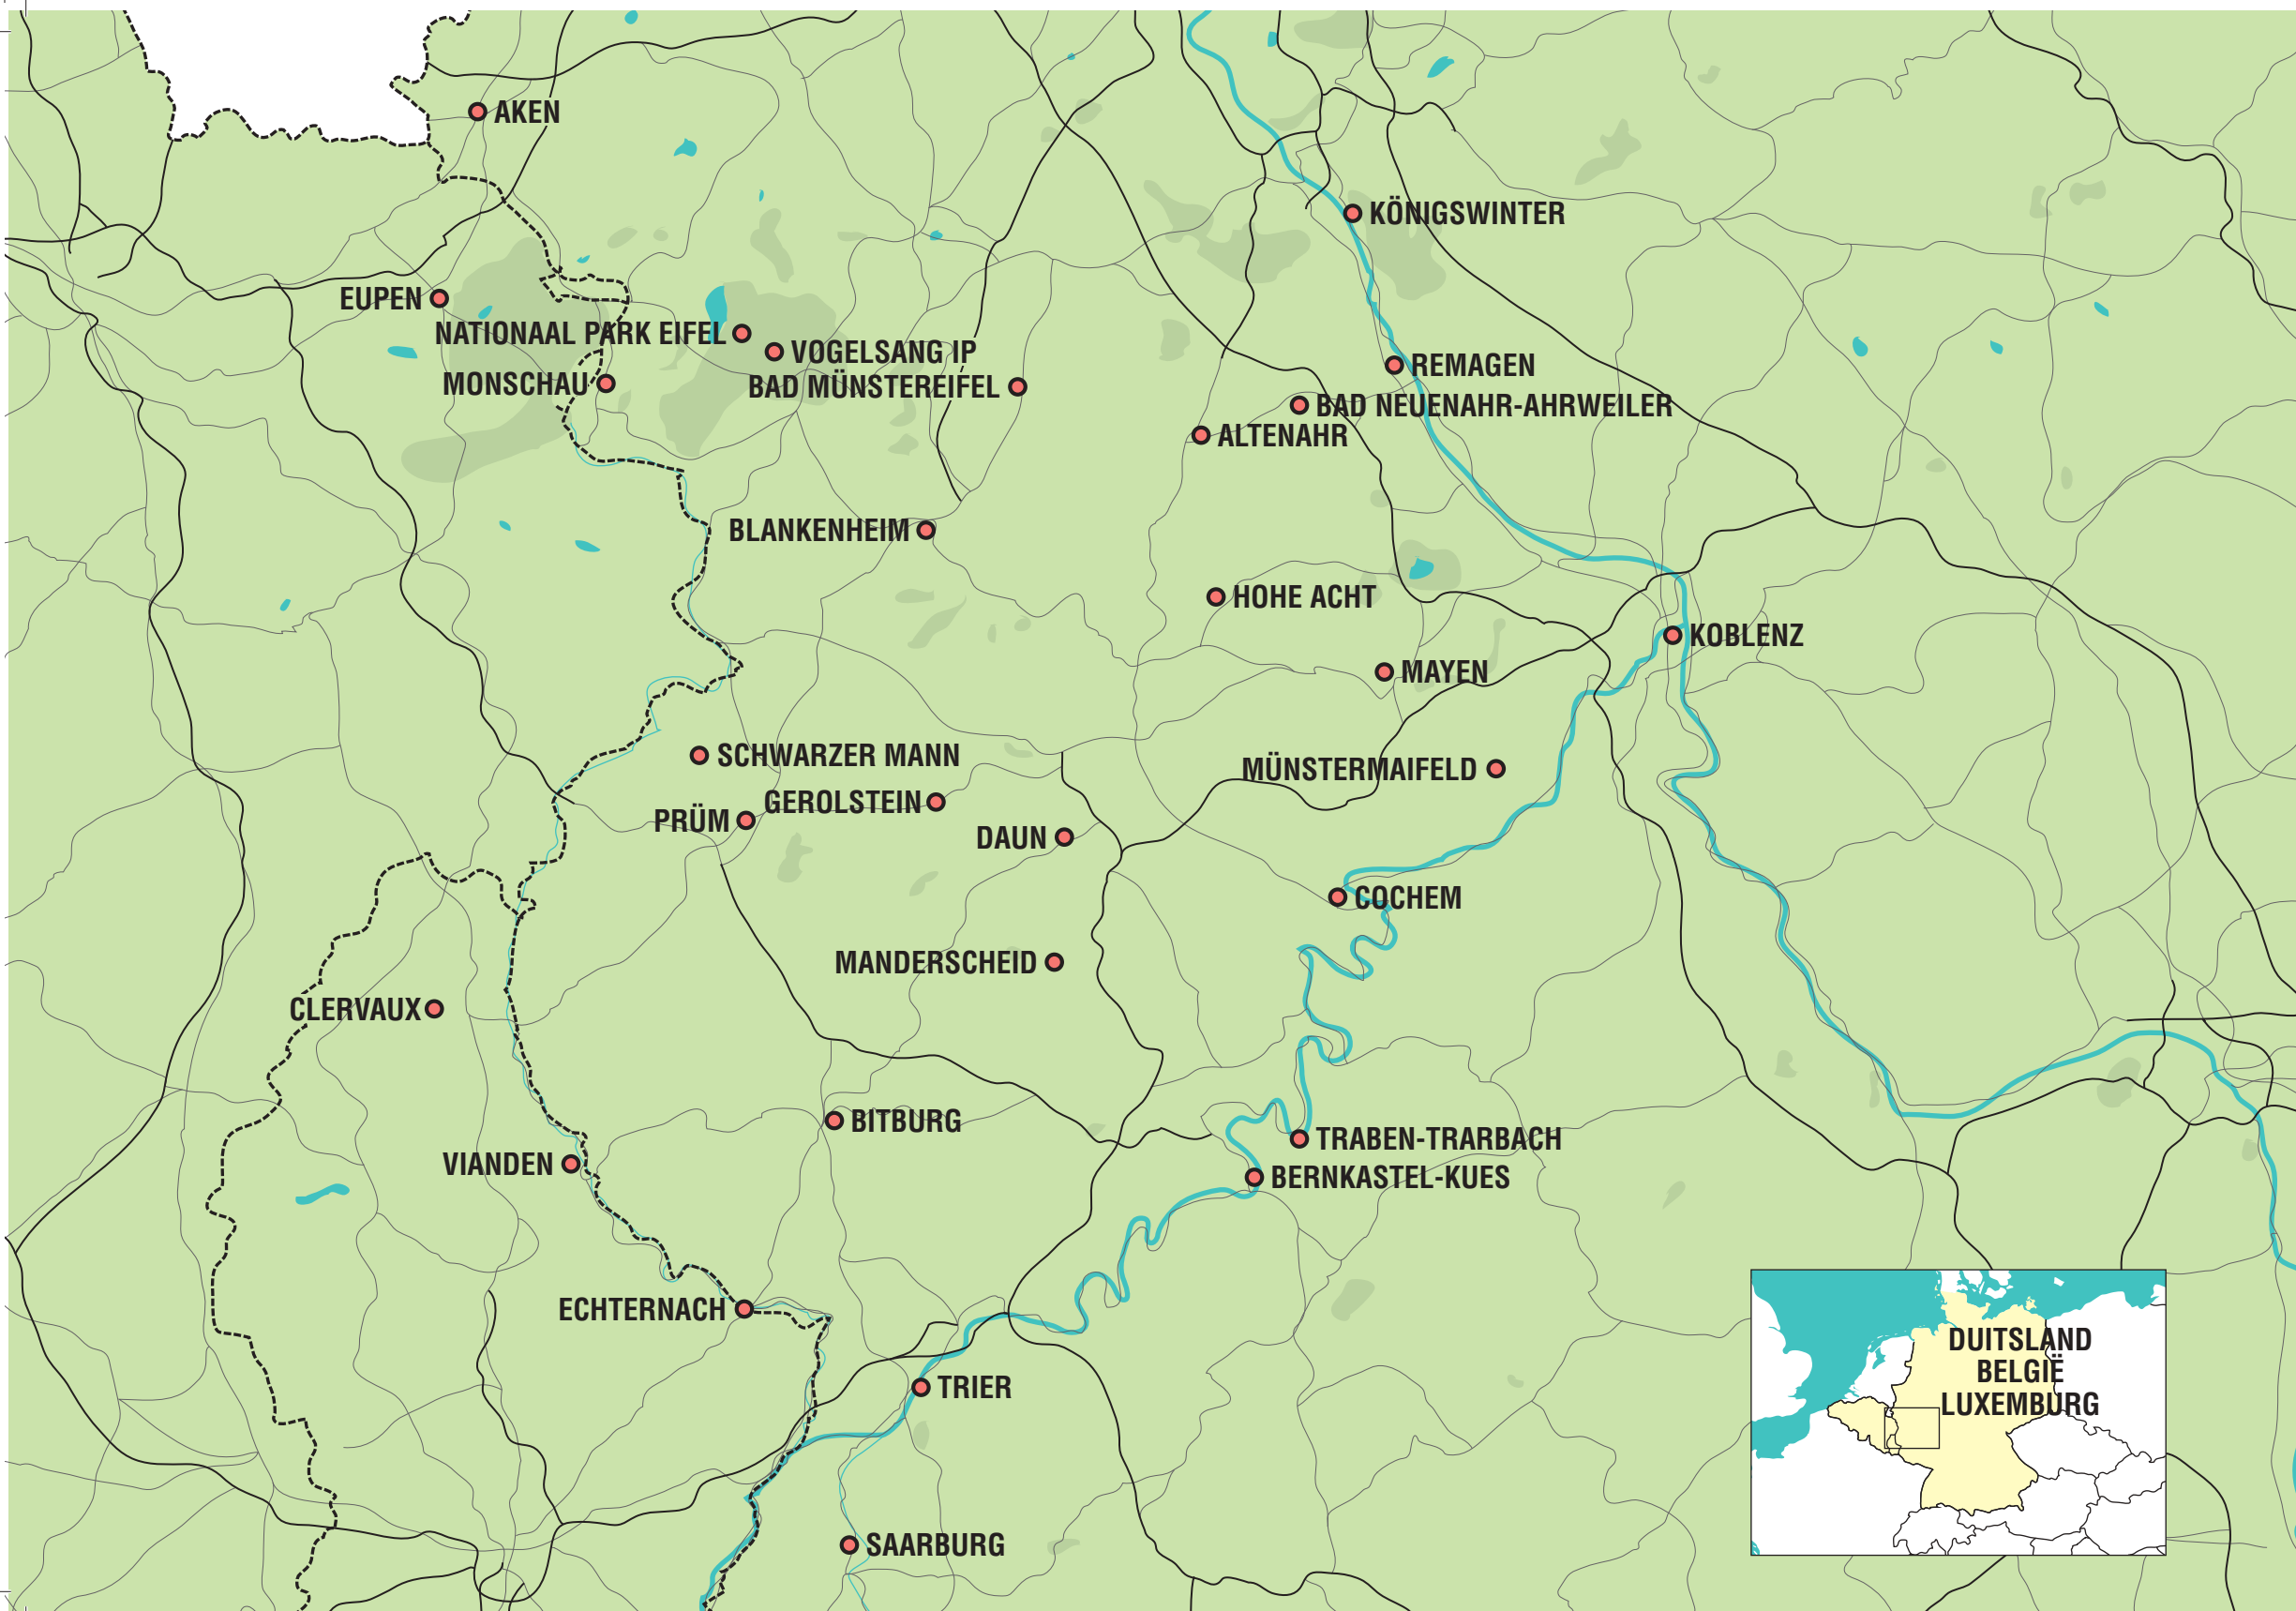 AKEN
KÖNIGSWINTER
EUPEN
NATIONAAL PARK EIFEL
VOGELSANG IP
REMAGEN
MONSCHAU
BAD MÜNSTEREIFEL
BAD NEUENAHR-AHRWEILER
ALTENAHR
BLANKENHEIM
HOHE ACHT
KOBLENZ
MAYEN
SCHWARZER MANN
MÜNSTERMAIFELD
GEROLSTEIN
PRÜM
DAUN
COCHEM
MANDERSCHEID
CLERVAUX
BITBURG
TRABEN-TRARBACH
VIANDEN
BERNKASTEL-KUES
ECHTERNACH
DUITSLAND
BELGIË
LUXEMBURG
TRIER
SAARBURG